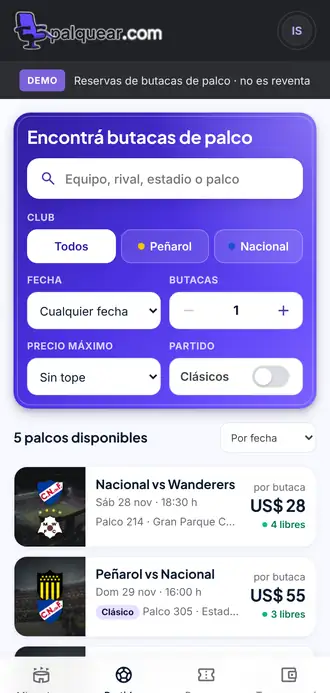 palquear.com
IS
DEMO Reservas de butacas de palco · no es reventa
Encontrá butacas de palco
Equipo, rival, estadio o palco
CLUB
Todos Peñarol Nacional
FECHA BUTACAS
Cualquier fecha − 1 +
PRECIO MÁXIMO PARTIDO
Sin tope Clásicos
5 palcos disponibles Por fecha
Nacional vs Wanderers por butaca
Sáb 28 nov · 18:30 h US$ 28
Palco 214 · Gran Parque C... 4 libres
Peñarol vs Nacional por butaca
Dom 29 nov · 16:00 h US$ 55
Clásico Palco 305 · Estad... 3 libres